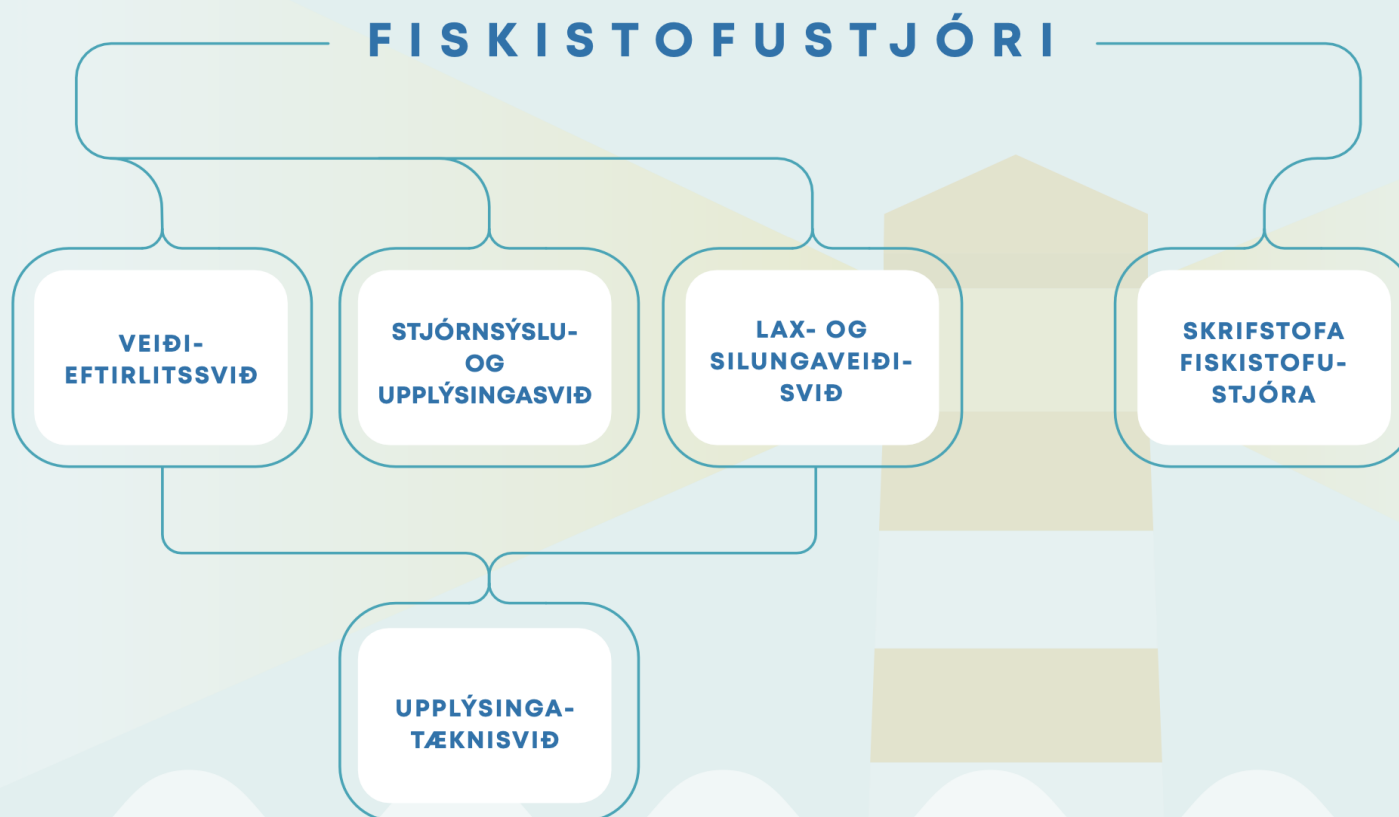 FISKISTOFUSTJÓRI
VEIÐI-
EFTIRLITSSVIÐ
STJÓRNSÝSLU-
OG
UPPLÝSINGASVIÐ
LAX- OG
SILUNGAVEIÐI-
SVIÐ
SKRIFSTOFA
FISKISTOFU-
STJÓRA
UPPLÝSINGA-
TÆKNISVIÐ